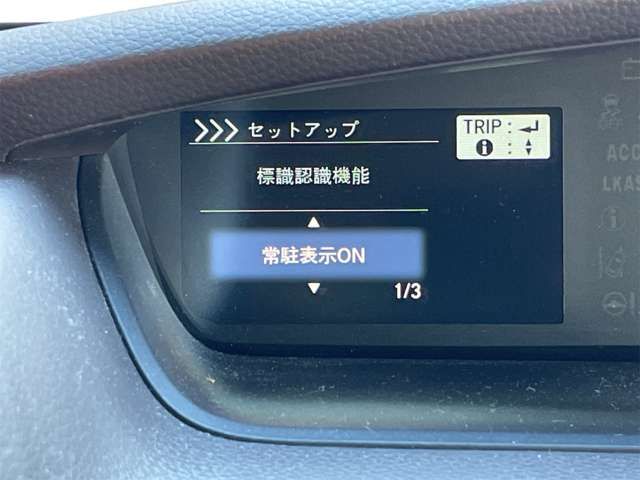 >>> セットアップ
TRIP : ↵
i : ▲▼
標識認識機能
▲
常駐表示ON
▼ 1/3
ACC
LKAS